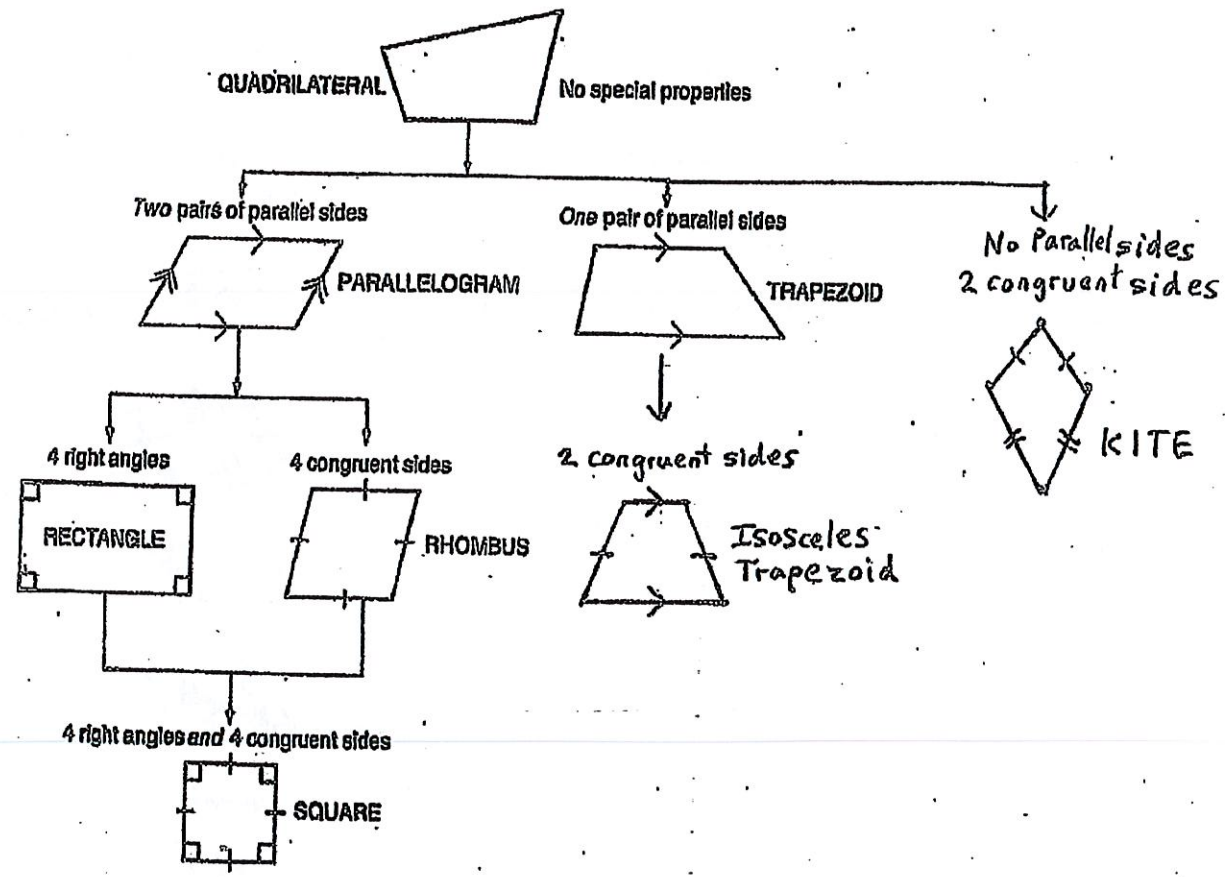 QUADRILATERAL
No special properties
Two pairs of parallel sides
PARALLELOGRAM
One pair of parallel sides
TRAPEZOID
No Parallel sides
2 congruent sides
KITE
4 right angles
RECTANGLE
4 congruent sides
RHOMBUS
2 congruent sides
Isosceles
Trapezoid
4 right angles and 4 congruent sides
SQUARE